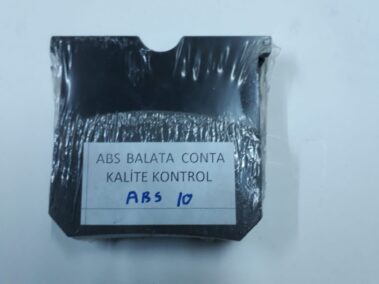 ABS BALATA CONTA
KALİTE KONTROL
ABS 10